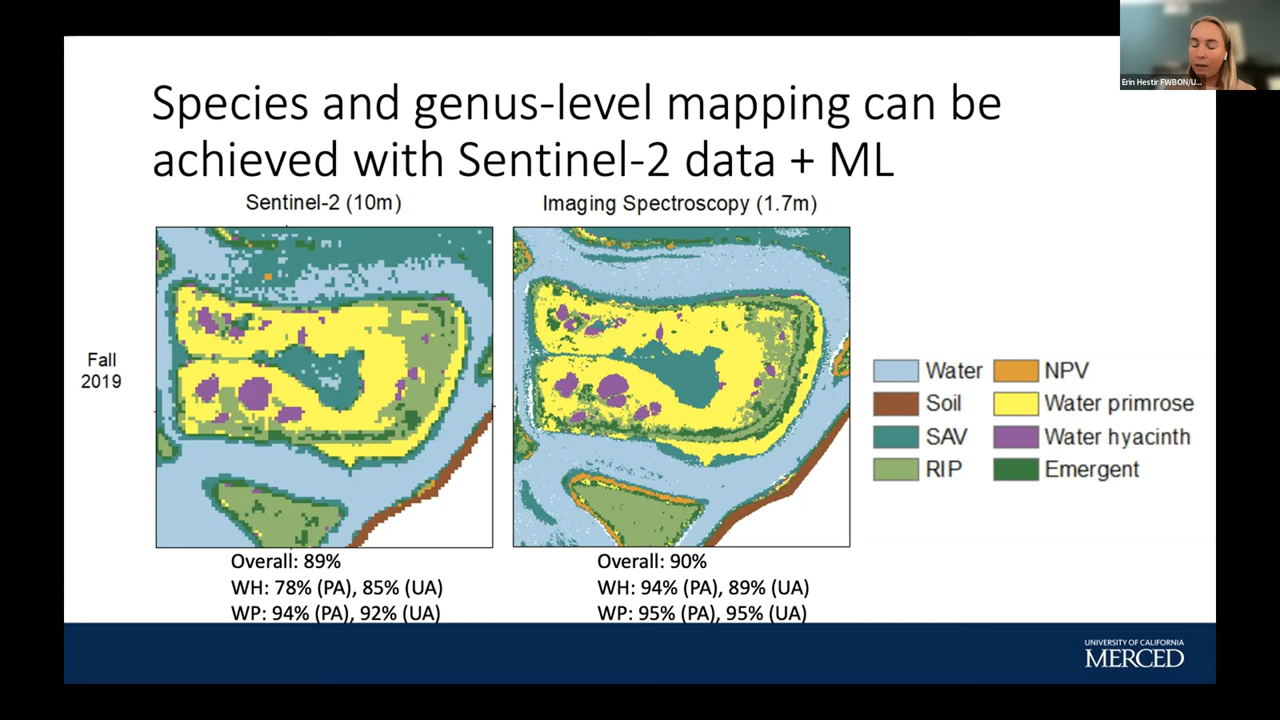 Erin Hestir FWBON/U...
Species and genus-level mapping can be
achieved with Sentinel-2 data + ML
Sentinel-2 (10m)
Imaging Spectroscopy (1.7m)
Fall
2019
Water
NPV
Soil
Water primrose
SAV
Water hyacinth
RIP
Emergent
Overall: 89%
WH: 78% (PA), 85% (UA)
WP: 94% (PA), 92% (UA)
Overall: 90%
WH: 94% (PA), 89% (UA)
WP: 95% (PA), 95% (UA)
UNIVERSITY OF CALIFORNIA
MERCED